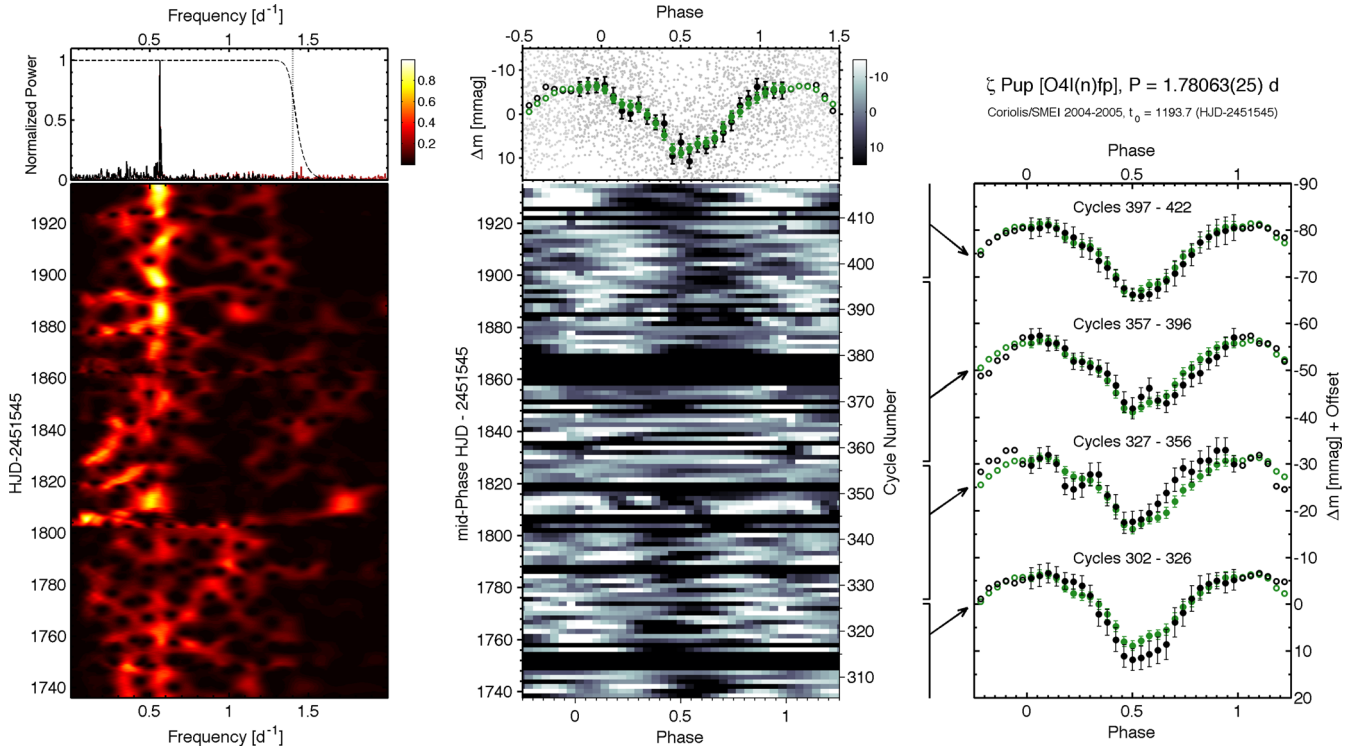 Frequency [d⁻¹]
0.5 1 1.5
Normalized Power
1
0.5
0
0.8
0.6
0.4
0.2
HJD-2451545
1920
1900
1880
1860
1840
1820
1800
1780
1760
1740
0.5 1 1.5
Frequency [d⁻¹]
Phase
-0.5 0 0.5 1 1.5
Δm [mmag]
-10
0
10
-10
0
10
mid-Phase HJD - 2451545
1920
1900
1880
1860
1840
1820
1800
1780
1760
1740
Cycle Number
410
400
390
380
370
360
350
340
330
320
310
0 0.5 1
Phase
ζ Pup [O4I(n)fp], P = 1.78063(25) d
Coriolis/SMEI 2004-2005, t₀ = 1193.7 (HJD-2451545)
Phase
0 0.5 1
Cycles 397 - 422
Cycles 357 - 396
Cycles 327 - 356
Cycles 302 - 326
-90
-80
-70
-60
-50
-40
-30
-20
-10
0
10
20
Δm [mmag] + Offset
0 0.5 1
Phase